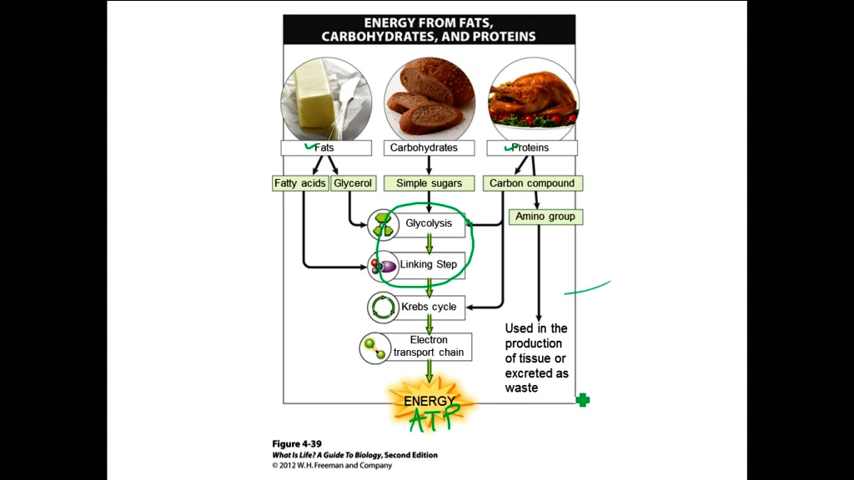 ENERGY FROM FATS,
CARBOHYDRATES, AND PROTEINS
Fats
Carbohydrates
Proteins
Fatty acids
Glycerol
Simple sugars
Carbon compound
Amino group
Glycolysis
Linking Step
Krebs cycle
Electron
transport chain
Used in the
production
of tissue or
excreted as
waste
ENERGY
ATP
Figure 4-39
What Is Life? A Guide To Biology, Second Edition
© 2012 W. H. Freeman and Company